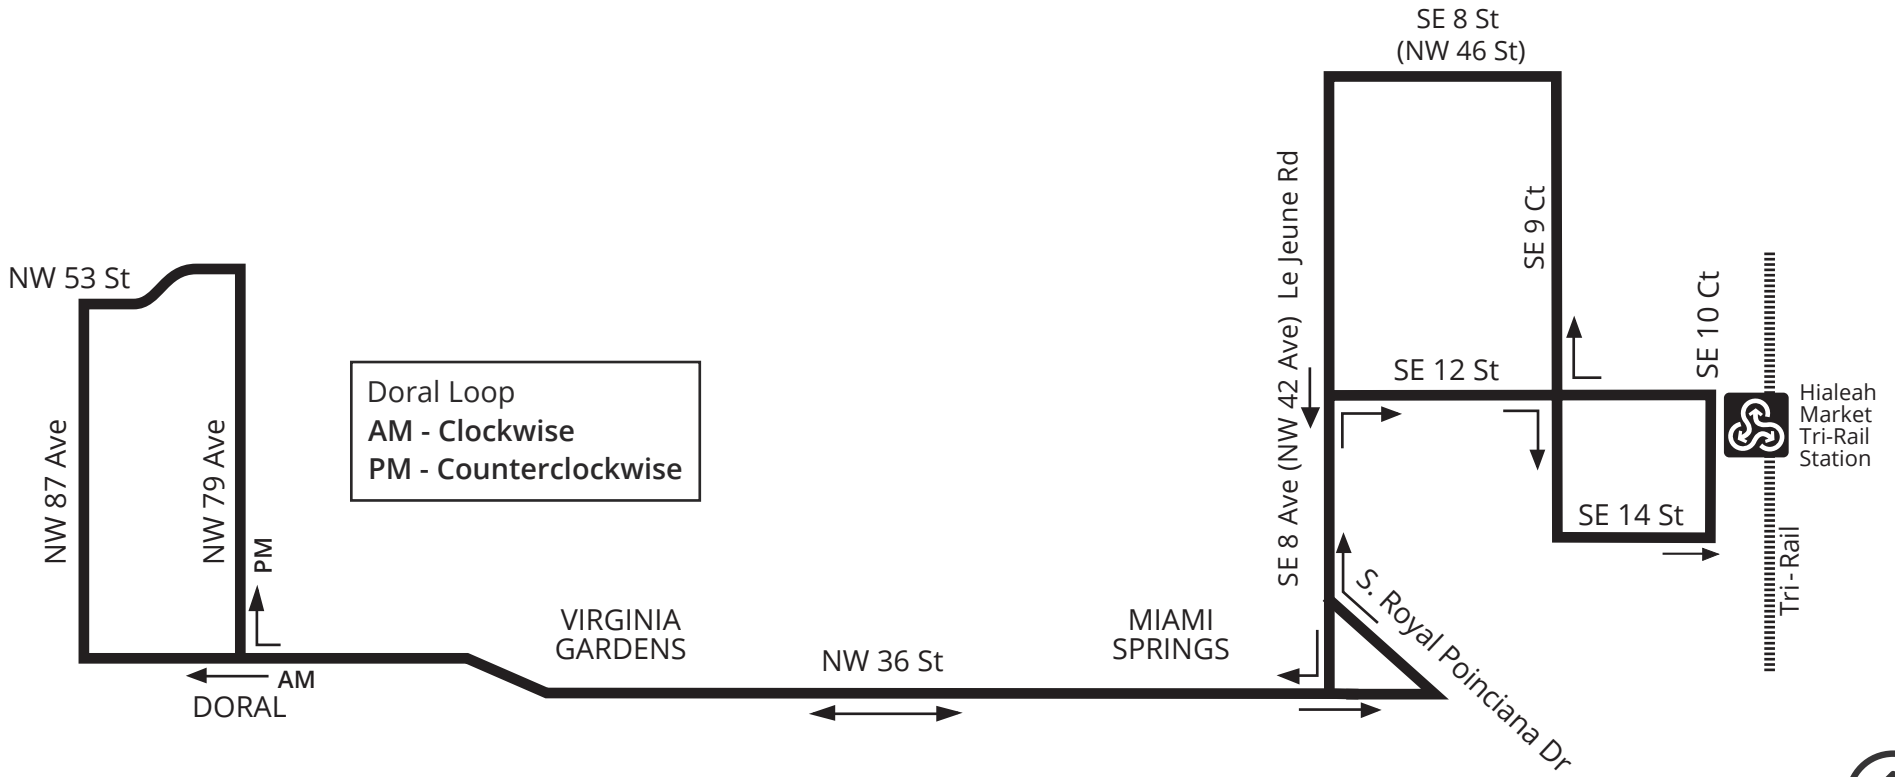 SE 8 St
(NW 46 St)
SE 8 Ave (NW 42 Ave) Le Jeune Rd
SE 9 Ct
SE 10 Ct
NW 53 St
SE 12 St
Hialeah
Market
Tri-Rail
Station
Doral Loop
AM - Clockwise
PM - Counterclockwise
NW 87 Ave
NW 79 Ave
SE 14 St
PM
Tri - Rail
S. Royal Poinciana Dr
VIRGINIA
GARDENS
MIAMI
SPRINGS
NW 36 St
AM
DORAL